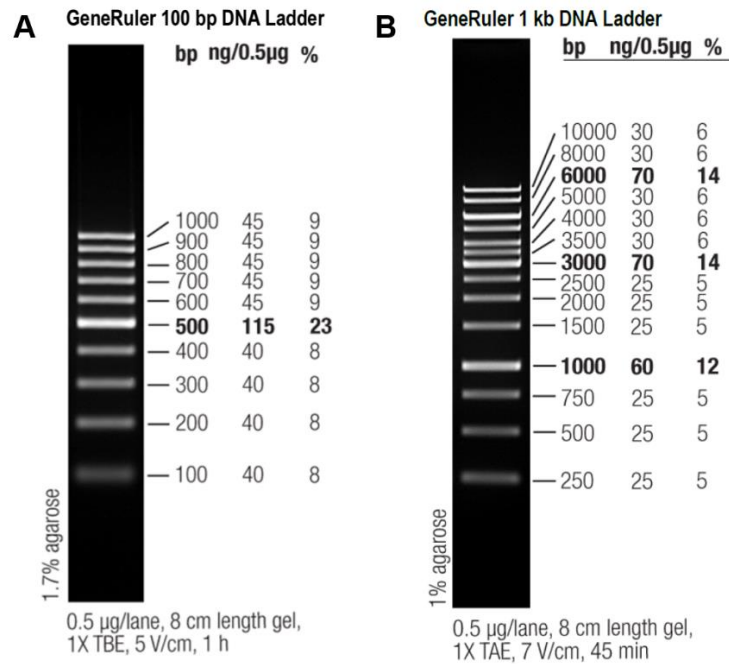 A
GeneRuler 100 bp DNA Ladder
bp ng/0.5µg %
1000 45 9
900 45 9
800 45 9
700 45 9
600 45 9
500 115 23
400 40 8
300 40 8
200 40 8
100 40 8
1.7% agarose
0.5 µg/lane, 8 cm length gel,
1X TBE, 5 V/cm, 1 h
B
GeneRuler 1 kb DNA Ladder
bp ng/0.5µg %
10000 30 6
8000 30 6
6000 70 14
5000 30 6
4000 30 6
3500 30 6
3000 70 14
2500 25 5
2000 25 5
1500 25 5
1000 60 12
750 25 5
500 25 5
250 25 5
1% agarose
0.5 µg/lane, 8 cm length gel,
1X TAE, 7 V/cm, 45 min